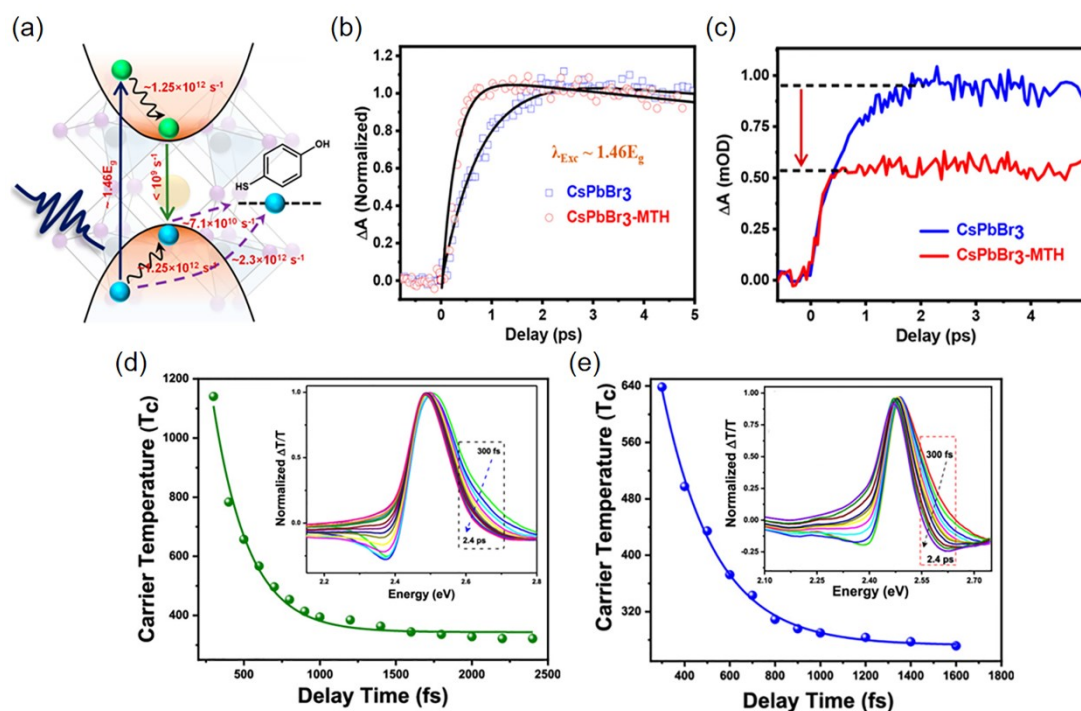 (a)
~1.25×10¹² s⁻¹
~ 1.46Eg
< 10⁹ s⁻¹
OH
HS
~7.1×10¹⁰ s⁻¹
~1.25×10¹² s⁻¹
~2.3×10¹² s⁻¹
(b)
ΔA (Normalized)
1.2
1.0
0.8
0.6
0.4
0.2
0.0
λExc ~ 1.46Eg
CsPbBr3
CsPbBr3-MTH
0 1 2 3 4 5
Delay (ps)
(c)
ΔA (mOD)
1.00
0.75
0.50
0.25
0.00
CsPbBr3
CsPbBr3-MTH
0 1 2 4
Delay (ps)
(d)
Carrier Temperature (TC)
1200
1000
800
600
400
200
500 1000 1500 2000 2500
Delay Time (fs)
Normalized ΔT/T
1.0
0.5
0.0
300 fs
2.4 ps
2.2 2.4 2.6 2.8
Energy (eV)
(e)
Carrier Temperature (TC)
640
560
460
360
280
400 600 800 1000 1200 1400 1600 1800
Delay Time (fs)
Normalized ΔT/T
1.00
0.75
0.50
0.25
0.00
-0.25
300 fs
2.4 ps
2.10 2.25 2.40 2.55 2.70
Energy (eV)